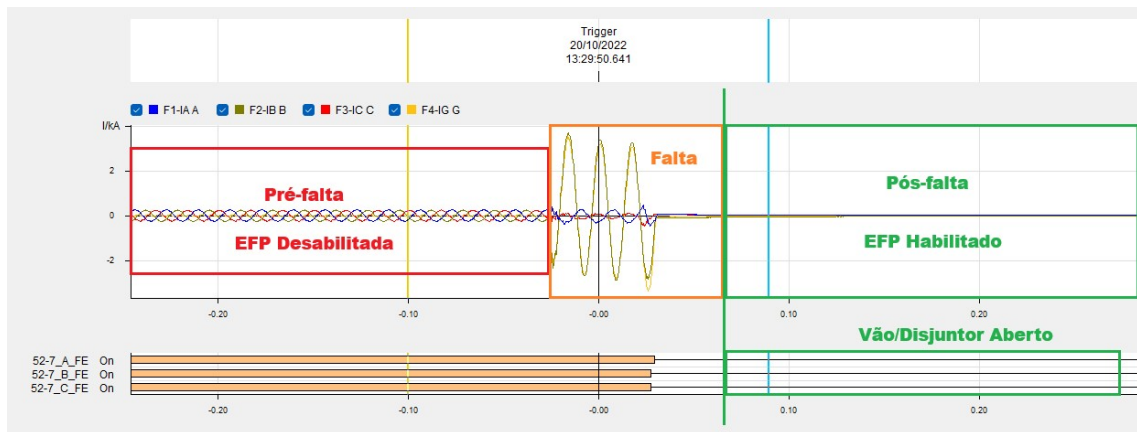 Trigger
20/10/2022
13:29:50.641
F1-IA A F2-IB B F3-IC C F4-IG G
I/kA
2
0
-2
Pré-falta
EFP Desabilitada
Falta
Pós-falta
EFP Habilitado
-0.20 -0.10 -0.00 0.10 0.20
Vão/Disjuntor Aberto
52-7_A_FE On
52-7_B_FE On
52-7_C_FE On
-0.20 -0.10 -0.00 0.10 0.20